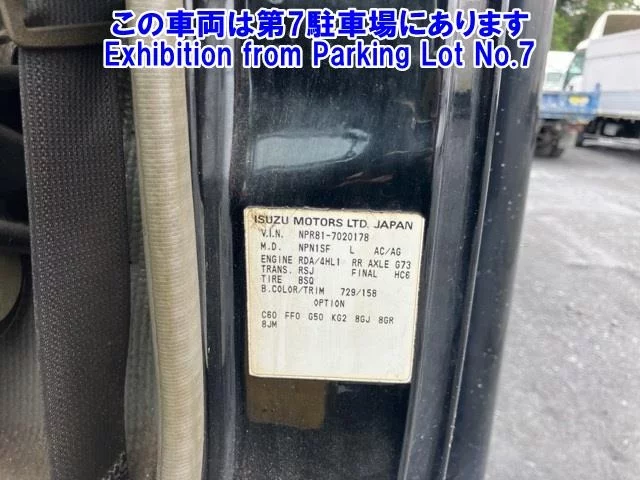 この車両は第7駐車場にあります
Exhibition from Parking Lot No.7
ISUZU MOTORS LTD. JAPAN
V.I.N. NPR81-7020178
M.D. NPN1SF L AC/AG
ENGINE RDA/4HL1 RR AXLE G73
TRANS. RSJ FINAL HC6
TIRE BSQ
B.COLOR/TRIM 729/158
OPTION
C60 FF0 G50 KG2 8GJ 8GR
8JM